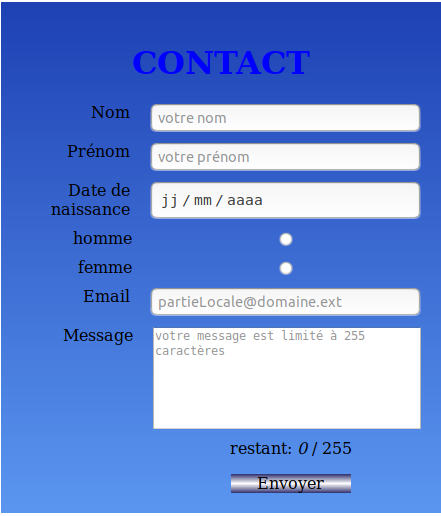 CONTACT
Nom votre nom
Prénom votre prénom
Date de
naissance jj / mm / aaaa
homme
femme
Email partieLocale@domaine.ext
Message votre message est limité à 255
caractères
restant: 0 / 255
Envoyer